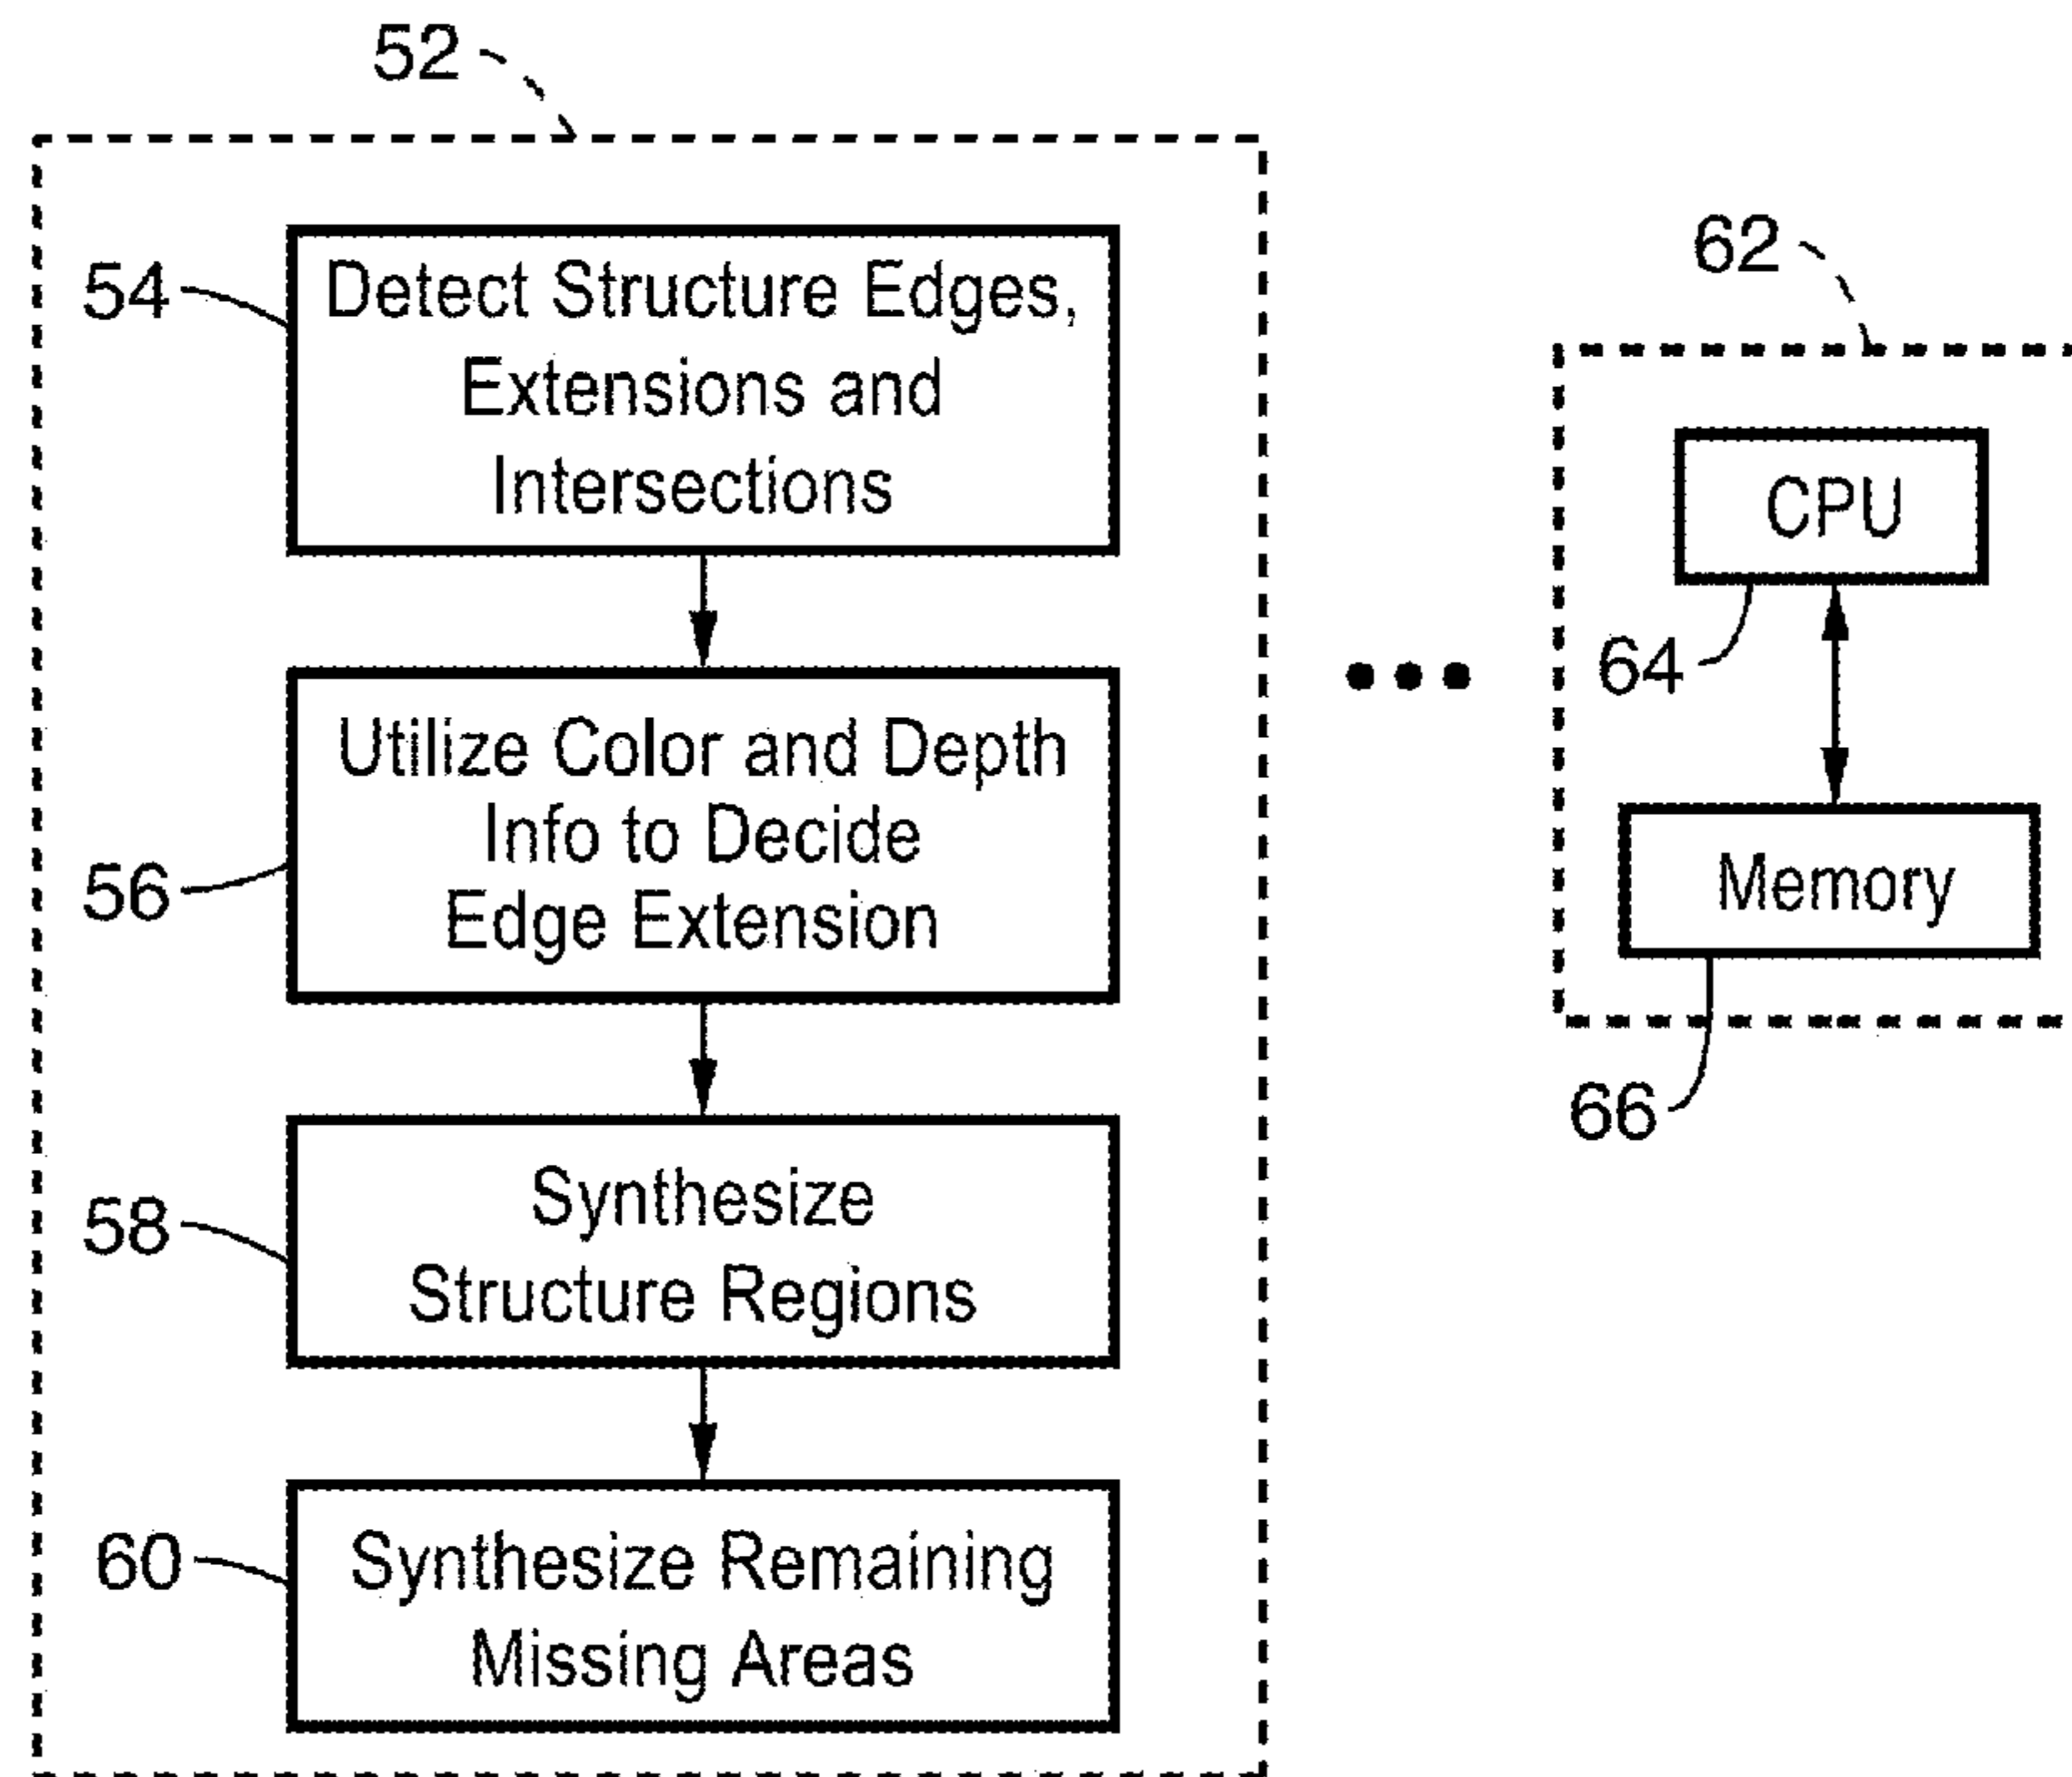 52
54
Detect Structure Edges,
Extensions and
Intersections
56
Utilize Color and Depth
Info to Decide
Edge Extension
58
Synthesize
Structure Regions
60
Synthesize Remaining
Missing Areas
62
CPU
64
Memory
66